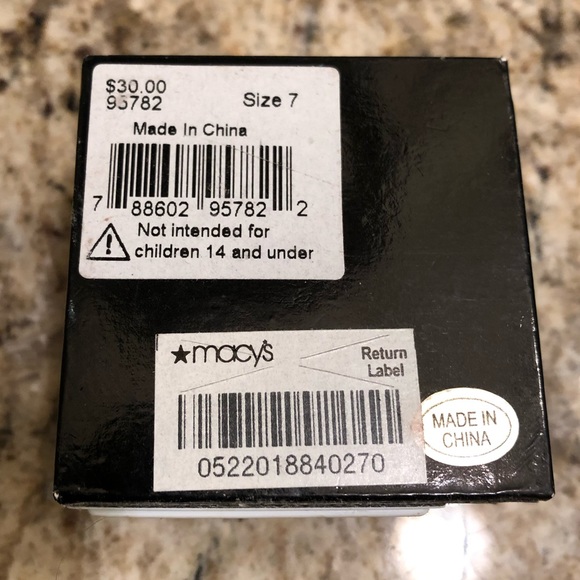 $30.00
95782 Size 7
Made In China
7 88602 95782 2
Not intended for
children 14 and under
★macy's
Return
Label
0522018840270
MADE IN
CHINA